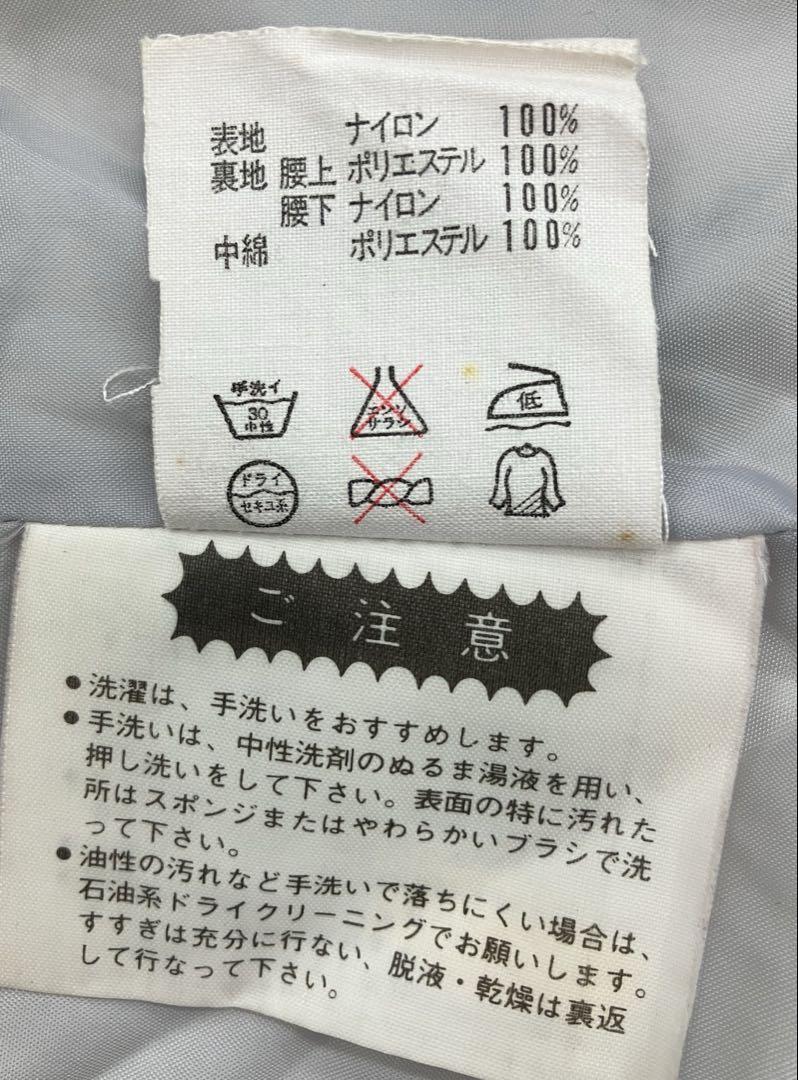 表地 ナイロン 100%
裏地 腰上 ポリエステル 100%
腰下 ナイロン 100%
中綿 ポリエステル 100%
手洗イ
30
中性
エンソ
サラシ
低
ドライ
セキユ系
ご注意
●洗濯は、手洗いをおすすめします。
●手洗いは、中性洗剤のぬるま湯液を用い、
押し洗いをして下さい。表面の特に汚れた
所はスポンジまたはやわらかいブラシで洗
って下さい。
●油性の汚れなど手洗いで落ちにくい場合は、
石油系ドライクリーニングでお願いします。
すすぎは充分に行ない、脱液・乾燥は裏返
して行なって下さい。